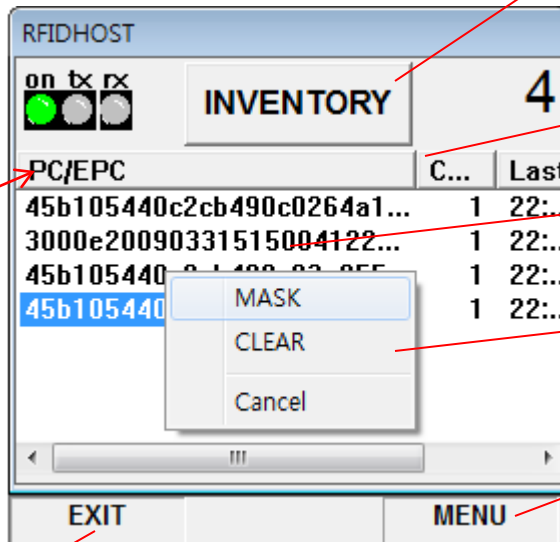 RFIDHOST
on tx rx
INVENTORY
4
PC/EPC C... Last
45b105440c2cb490c0264a1... 1 22:..
3000e20090331515004122... 1 22:..
45b105440 1 22:..
45b105440 1 22:..
MASK
CLEAR
Cancel
EXIT MENU